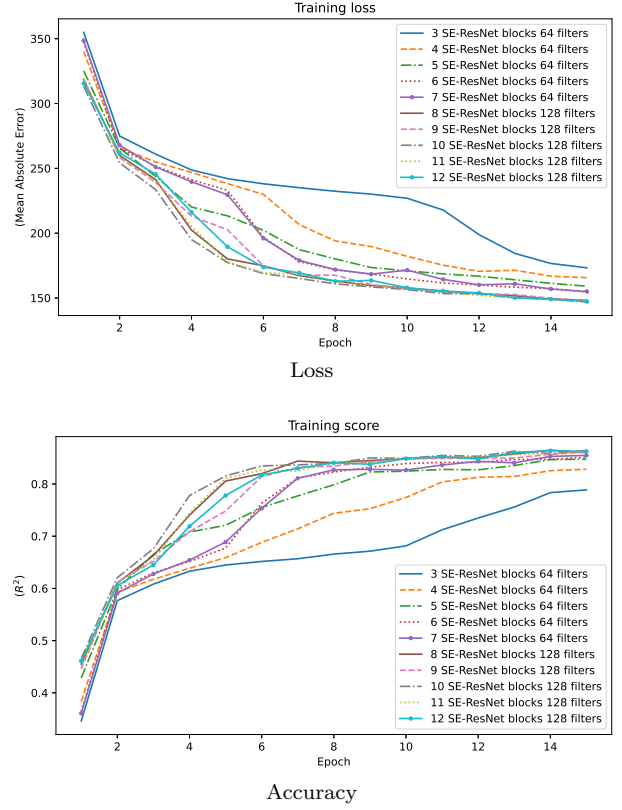 Training loss
350
300
250
200
150
(Mean Absolute Error)
3 SE-ResNet blocks 64 filters
4 SE-ResNet blocks 64 filters
5 SE-ResNet blocks 64 filters
6 SE-ResNet blocks 64 filters
7 SE-ResNet blocks 64 filters
8 SE-ResNet blocks 128 filters
9 SE-ResNet blocks 128 filters
10 SE-ResNet blocks 128 filters
11 SE-ResNet blocks 128 filters
12 SE-ResNet blocks 128 filters
2 4 6 8 10 12 14
Epoch
Loss
Training score
0.8
0.7
0.6
0.5
0.4
(R²)
3 SE-ResNet blocks 64 filters
4 SE-ResNet blocks 64 filters
5 SE-ResNet blocks 64 filters
6 SE-ResNet blocks 64 filters
7 SE-ResNet blocks 64 filters
8 SE-ResNet blocks 128 filters
9 SE-ResNet blocks 128 filters
10 SE-ResNet blocks 128 filters
11 SE-ResNet blocks 128 filters
12 SE-ResNet blocks 128 filters
2 4 6 8 10 12 14
Epoch
Accuracy